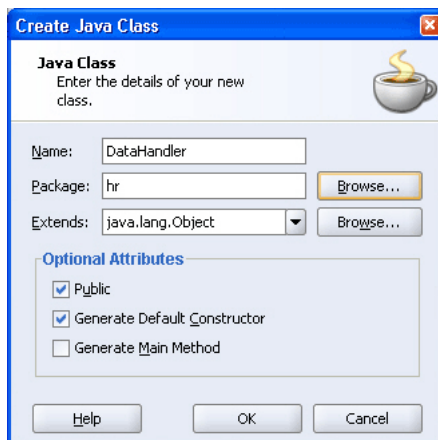 Create Java Class
Java Class
Enter the details of your new
class.
Name: DataHandler
Package: hr Browse...
Extends: java.lang.Object Browse...
Optional Attributes
Public
Generate Default Constructor
Generate Main Method
Help OK Cancel